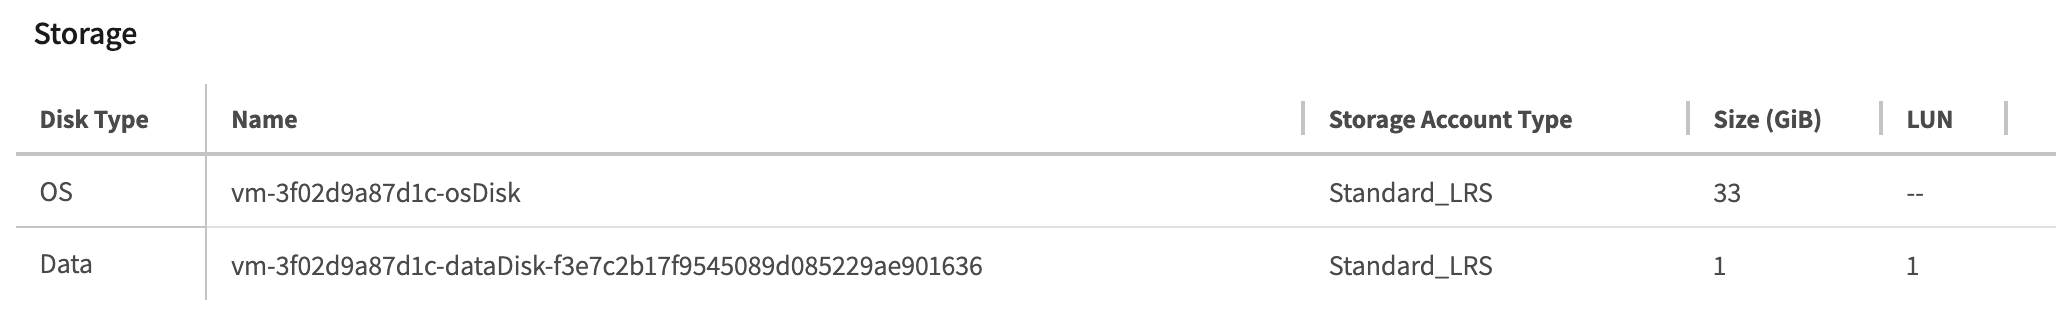 Storage
Disk Type Name Storage Account Type Size (GiB) LUN
OS vm-3f02d9a87d1c-osDisk Standard_LRS 33 --
Data vm-3f02d9a87d1c-dataDisk-f3e7c2b17f9545089d085229ae901636 Standard_LRS 1 1